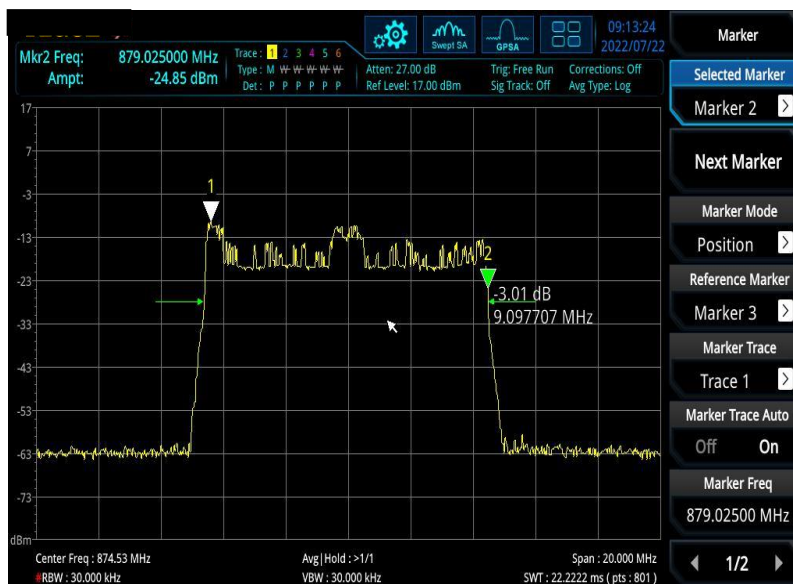 09:13:24
2022/07/22
Swept SA
GPSA
Mkr2 Freq: 879.025000 MHz
Ampt: -24.85 dBm
Trace: 1 2 3 4 5 6
Type: M W W W W W
Det: P P P P P P
Atten: 27.00 dB
Ref Level: 17.00 dBm
Trig: Free Run
Sig Track: Off
Corrections: Off
Avg Type: Log
17
7
-3
-13
-23
-33
-43
-53
-63
-73
dBm
1
2
-3.01 dB
9.097707 MHz
Center Freq : 874.53 MHz
#RBW : 30.000 kHz
Avg|Hold : >1/1
VBW : 30.000 kHz
Span : 20.000 MHz
SWT : 22.2222 ms ( pts : 801 )
Marker
Selected Marker
Marker 2 >
Next Marker
Marker Mode
Position >
Reference Marker
Marker 3 >
Marker Trace
Trace 1 >
Marker Trace Auto
Off On
Marker Freq
879.02500 MHz
1/2